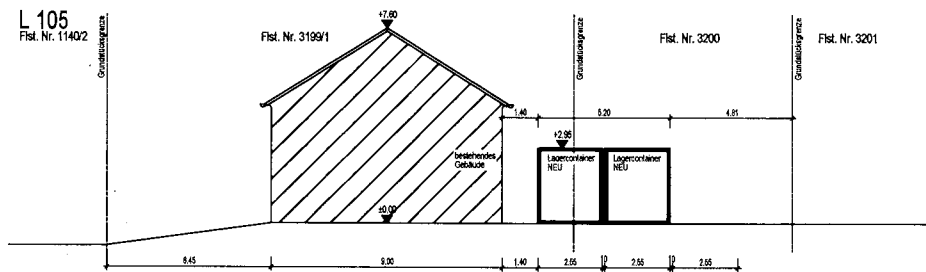 L 105
Flst. Nr. 1140/2
Grundstücksgrenze
Flst. Nr. 3199/1
+7.60
Grundstücksgrenze
Flst. Nr. 3200
Grundstücksgrenze
Flst. Nr. 3201
1.40
5.20
4.81
+2.95
bestehendes
Gebäude
Lagercontainer
NEU
Lagercontainer
NEU
±0.00
6.45
9.00
1.40
2.55
2.55
2.55